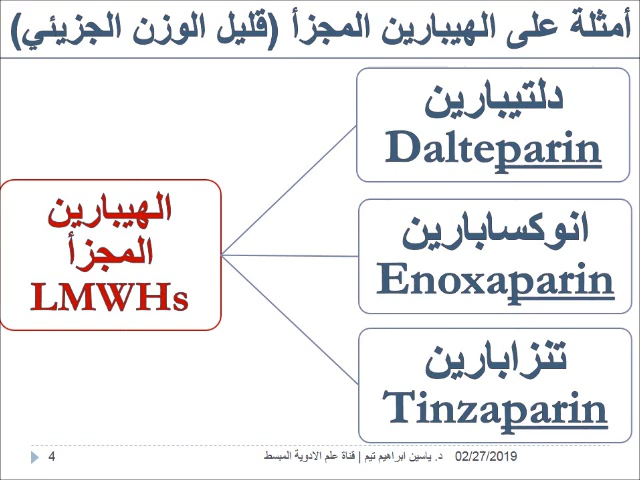 أمثلة على الهيبارين المجزأ (قليل الوزن الجزيئي)
الهيبارين
المجزأ
LMWHs
دلتيبارين
Dalteparin
انوكسابارين
Enoxaparin
تنزابارين
Tinzaparin
02/27/2019
د. ياسين ابراهيم تيم | قناة علم الادوية المبسط
4